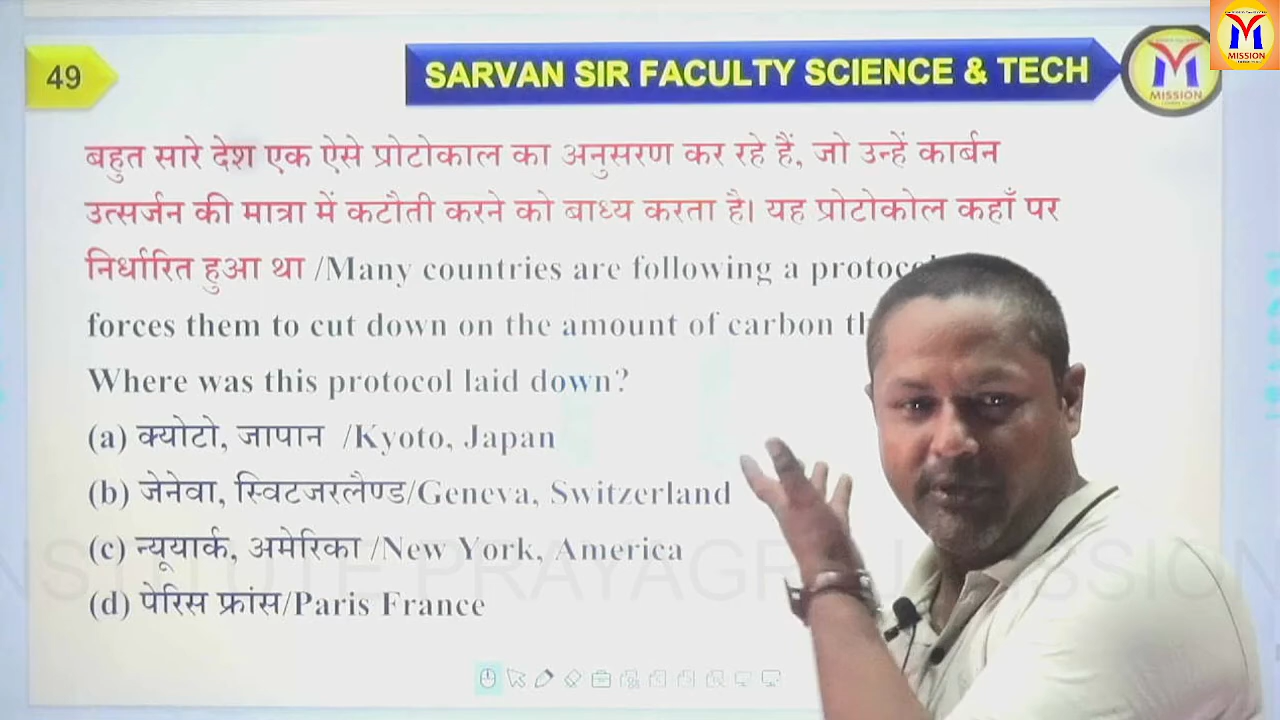 49
SARVAN SIR FACULTY SCIENCE & TECH
MISSION
MISSION
बहुत सारे देश एक ऐसे प्रोटोकाल का अनुसरण कर रहे हैं, जो उन्हें कार्बन
उत्सर्जन की मात्रा में कटौती करने को बाध्य करता है। यह प्रोटोकोल कहाँ पर
निर्धारित हुआ था /Many countries are following a
forces them to cut down on the amount of carbon
Where was this protocol laid down?
(a) क्योटो, जापान /Kyoto, Japan
(b) जेनेवा, स्विटजरलैण्ड/Geneva, Switzerland
(c) न्यूयार्क, अमेरिका /New York, America
(d) पेरिस फ्रांस/Paris France